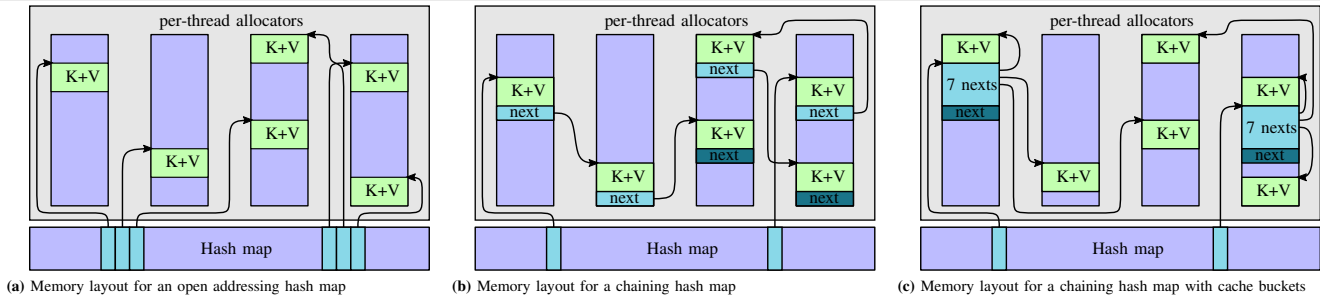 per-thread allocators
K+V
K+V
K+V
K+V
K+V
K+V
Hash map
(a) Memory layout for an open addressing hash map
per-thread allocators
K+V
next
K+V
next
K+V
next
K+V
next
K+V
next
K+V
Hash map
(b) Memory layout for a chaining hash map
per-thread allocators
K+V
7 nexts
next
K+V
K+V
K+V
K+V
7 nexts
next
K+V
Hash map
(c) Memory layout for a chaining hash map with cache buckets